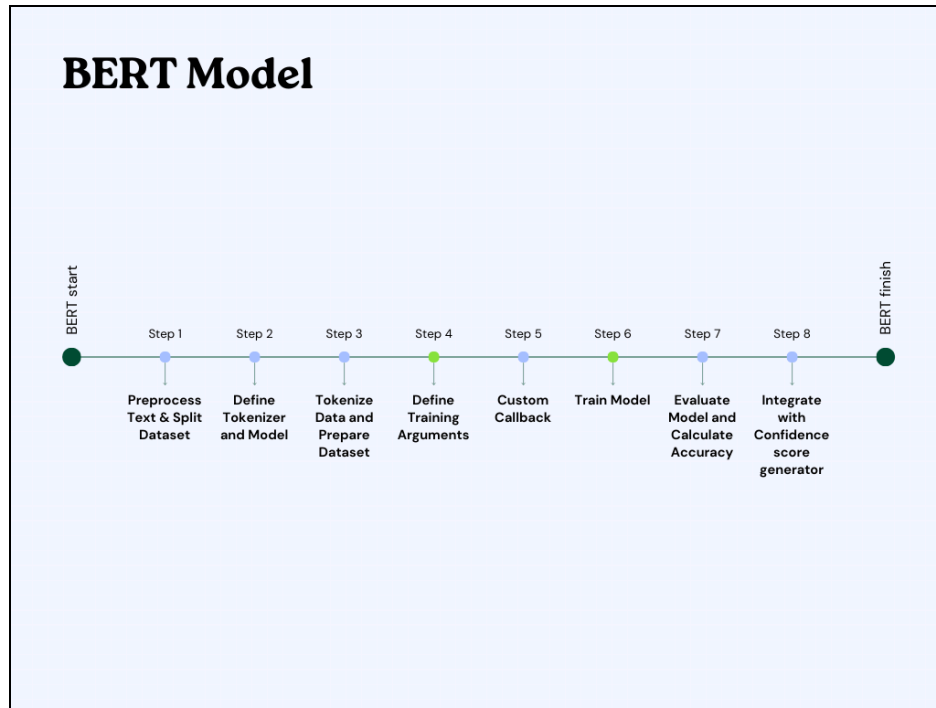 BERT Model
BERT start
BERT finish
Step 1
Preprocess
Text & Split
Dataset
Step 2
Define
Tokenizer
and Model
Step 3
Tokenize
Data and
Prepare
Dataset
Step 4
Define
Training
Arguments
Step 5
Custom
Callback
Step 6
Train Model
Step 7
Evaluate
Model and
Calculate
Accuracy
Step 8
Integrate
with
Confidence
score
generator